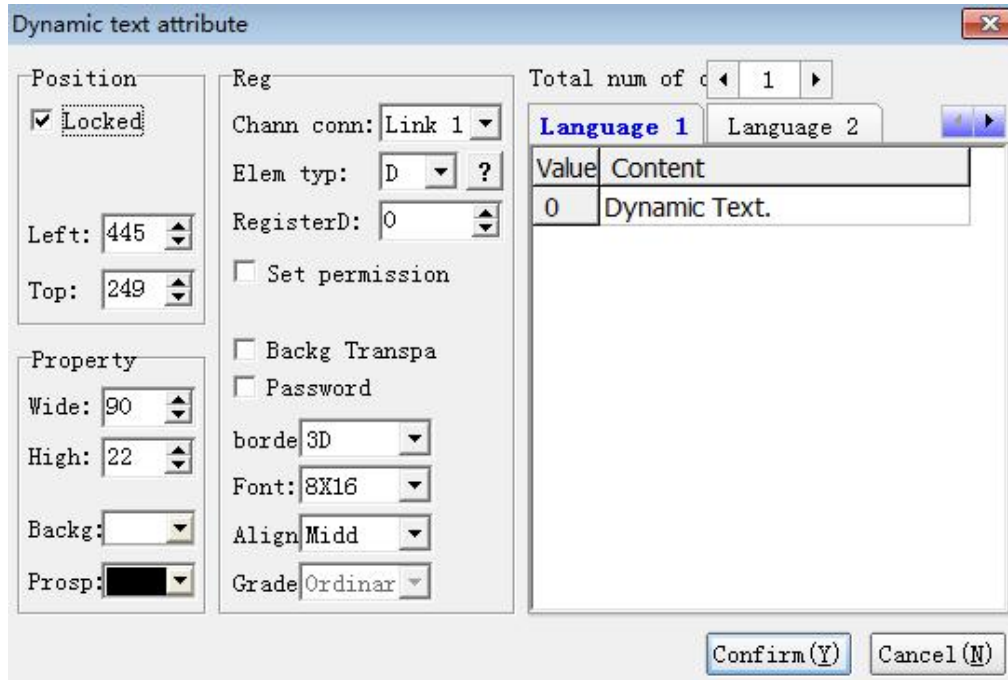 Dynamic text attribute
Position
Locked
Left: 445
Top: 249
Property
Wide: 90
High: 22
Backg:
Prosp:
Reg
Chann conn: Link 1
Elem typ: D ?
RegisterD: 0
Set permission
Backg Transpa
Password
borde 3D
Font: 8X16
Align Midd
Grade Ordinar
Total num of 1
Language 1 Language 2
Value Content
0 Dynamic Text.
Confirm(Y) Cancel(N)